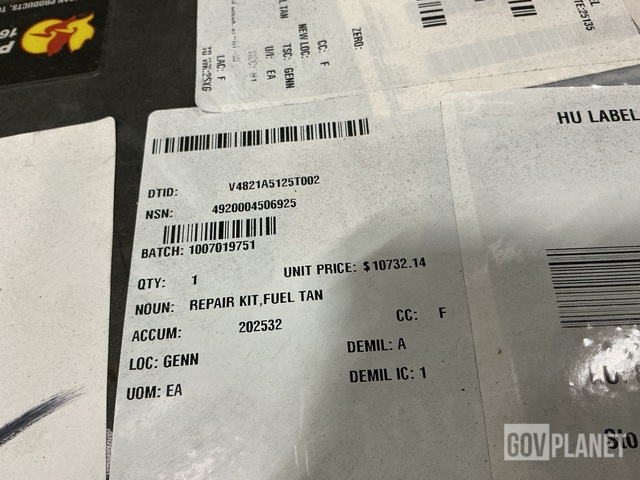 ZERO:
NEW LOC:
CC: F
TSC: GENN
U/I: EA
LAC: F
HU LABEL
DTID: V4821A5125T002
NSN: 4920004506925
BATCH: 1007019751
QTY: 1 UNIT PRICE: $10732.14
NOUN: REPAIR KIT,FUEL TAN
ACCUM: 202532 CC: F
LOC: GENN DEMIL: A
UOM: EA DEMIL IC: 1
Sto
GOVPLANET